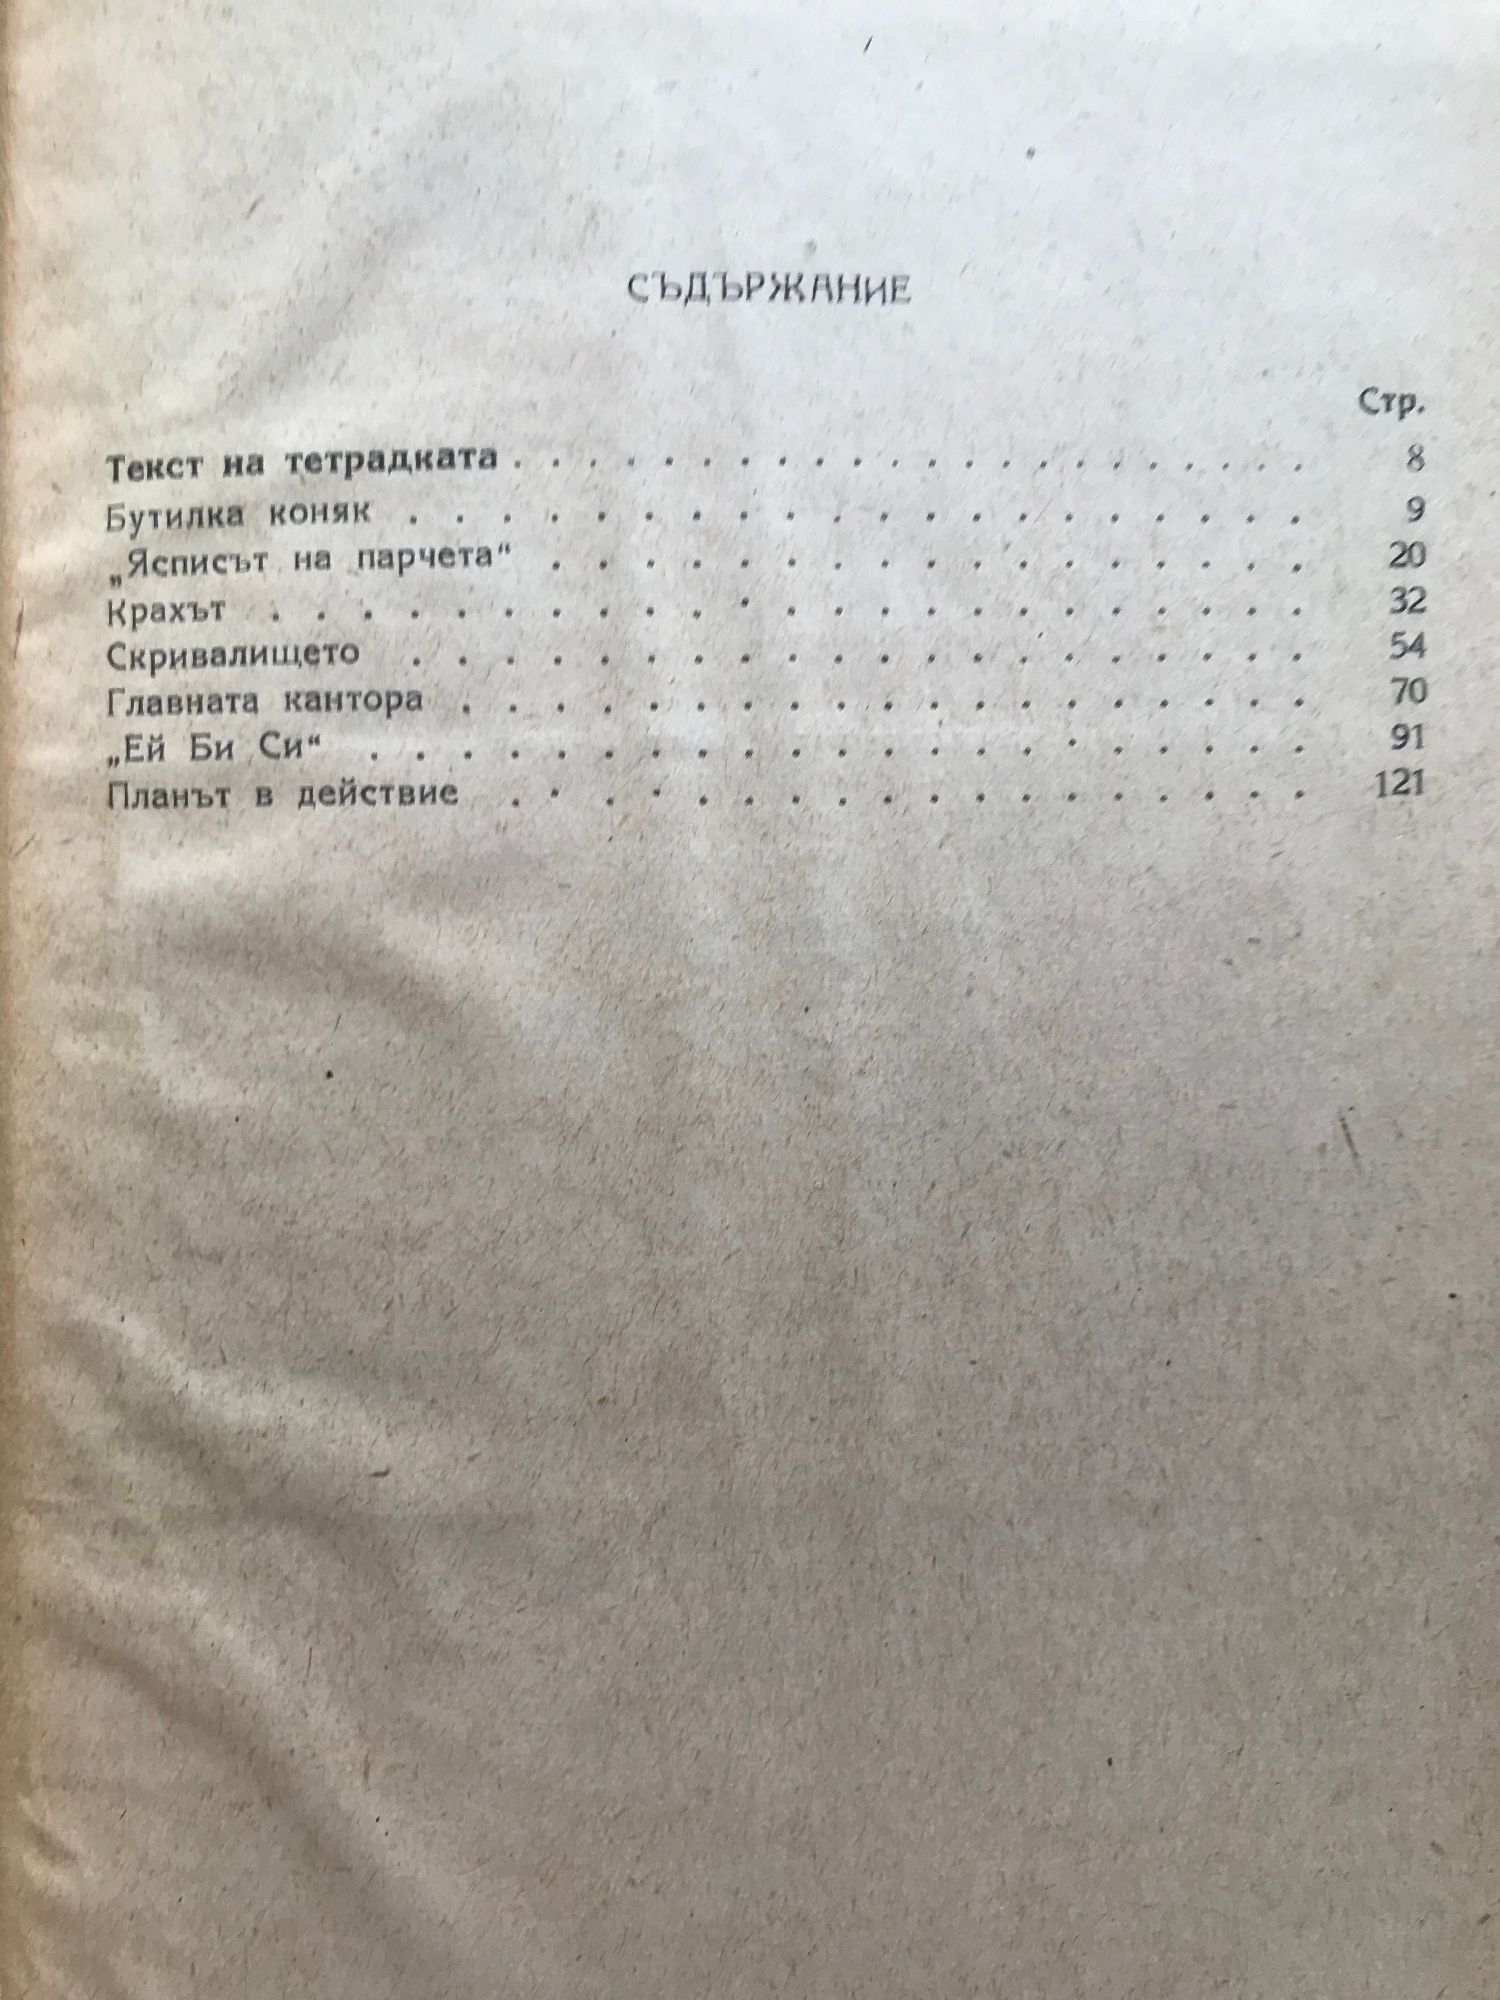 СЪДЪРЖАНИЕ
Стр.
Текст на тетрадката . . . . . . . . . . . . . . . . . . . . . . 8
Бутилка коняк . . . . . . . . . . . . . . . . . . . . 9
„Ясписът на парчета“ . . . . . . . . . . . . . . . . . 20
Крахът . . . . . . . . . . . . . . . . . . . . . . . 32
Скривалището . . . . . . . . . . . . . . . . . . . . 54
Главната кантора . . . . . . . . . . . . . . . . . . . 70
„Ей Би Си“ . . . . . . . . . . . . . . . . . . . . . 91
Планът в действие . . . . . . . . . . . . . . . . . . 121